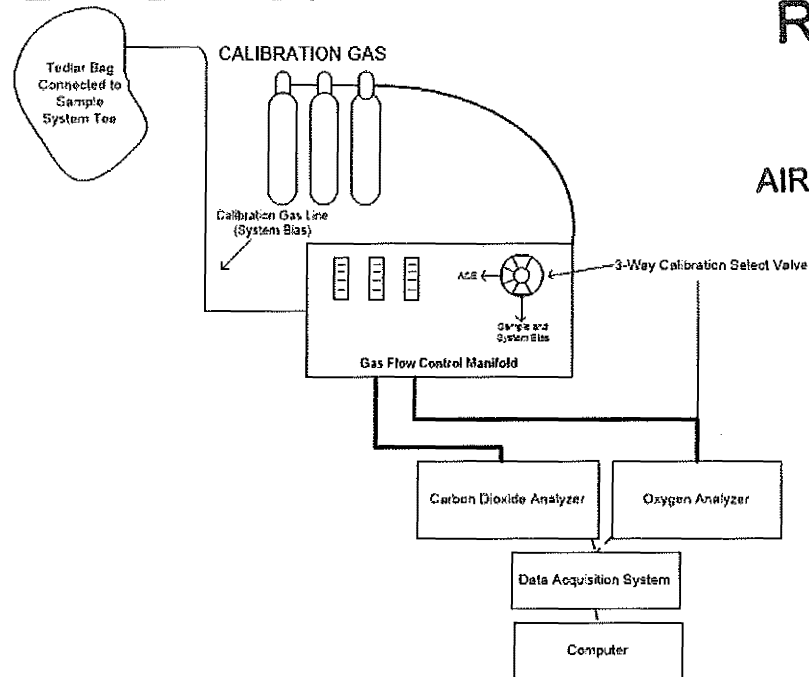 R
CALIBRATION GAS
Tedlar Bag
Connected to
Sample
System Tee
AIR
Calibration Gas Line
(System Bias)
3-Way Calibration Select Valve
Sample and
System Bias
Gas Flow Control Manifold
Carbon Dioxide Analyzer
Oxygen Analyzer
Data Acquisition System
Computer